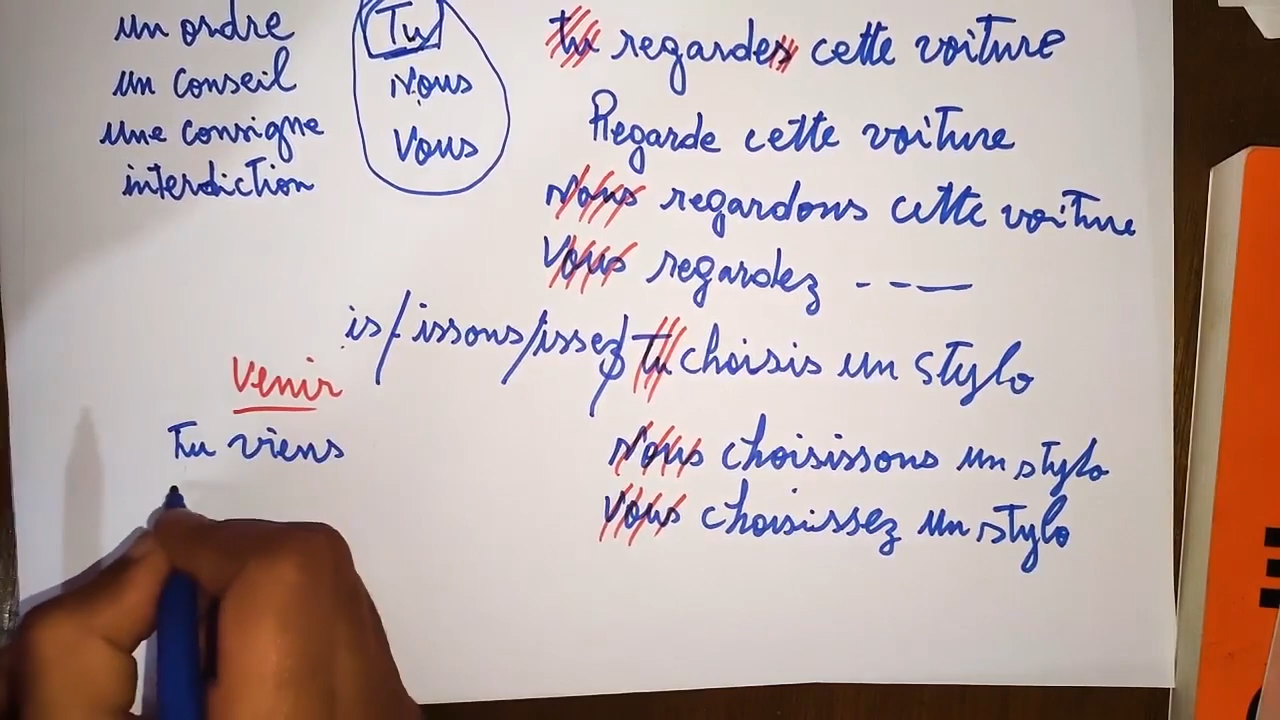 un ordre
un conseil
une consigne
interdiction
Tu
Nous
Vous
tu regardes cette voiture
Regarde cette voiture
Nous regardons cette voiture
Vous regardez - - —
is/issons/issez
tu choisis un stylo
Nous choisissons un stylo
Vous choisissez un stylo
Venir
Tu viens